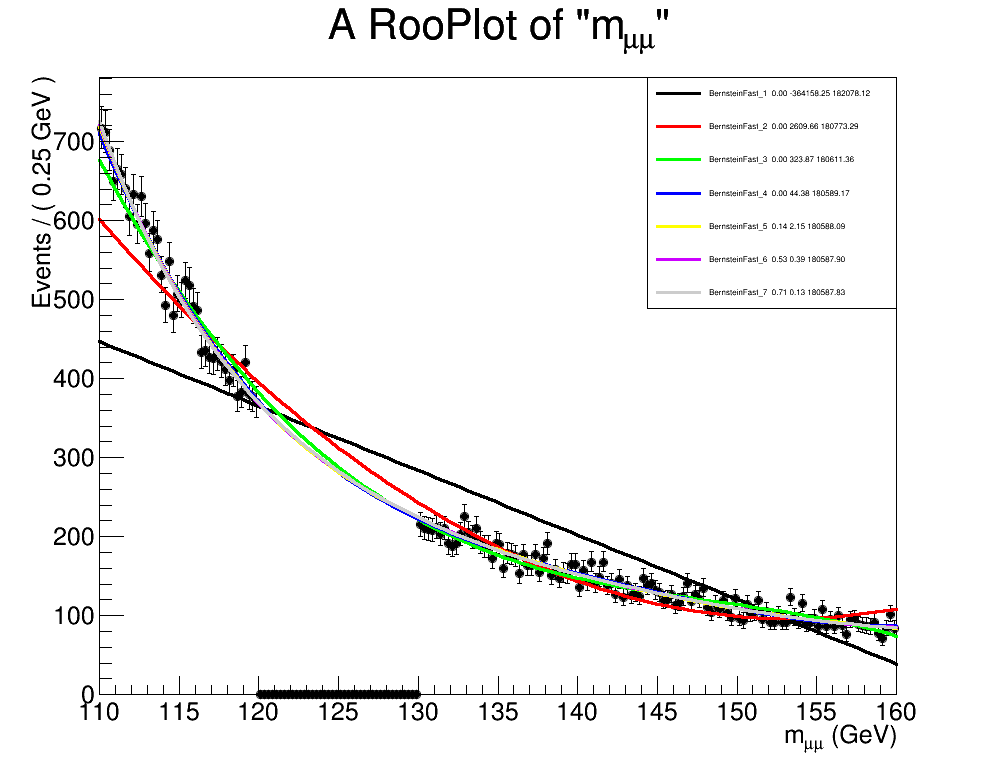 A RooPlot of "mμμ"
Events / ( 0.25 GeV )
700
600
500
400
300
200
100
0
BernsteinFast_1 0.00 -364158.25 182078.12
BernsteinFast_2 0.00 2609.66 180773.29
BernsteinFast_3 0.00 323.87 180611.36
BernsteinFast_4 0.00 44.38 180589.17
BernsteinFast_5 0.14 2.15 180588.09
BernsteinFast_6 0.53 0.39 180587.90
BernsteinFast_7 0.71 0.13 180587.83
110 115 120 125 130 135 140 145 150 155 160
mμμ (GeV)